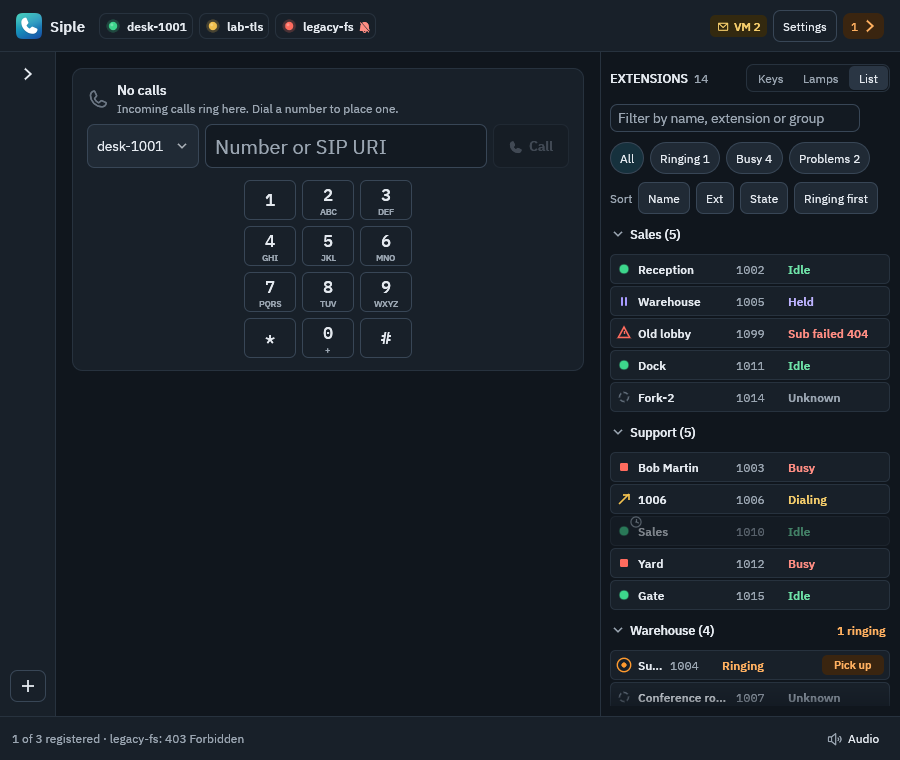 Siple desk-1001 lab-tls legacy-fs VM 2 Settings 1
No calls
Incoming calls ring here. Dial a number to place one.
desk-1001 Number or SIP URI Call
1 2 ABC 3 DEF
4 GHI 5 JKL 6 MNO
7 PQRS 8 TUV 9 WXYZ
* 0 + #
EXTENSIONS 14 Keys Lamps List
Filter by name, extension or group
All Ringing 1 Busy 4 Problems 2
Sort Name Ext State Ringing first
Sales (5)
Reception 1002 Idle
Warehouse 1005 Held
Old lobby 1099 Sub failed 404
Dock 1011 Idle
Fork-2 1014 Unknown
Support (5)
Bob Martin 1003 Busy
1006 1006 Dialing
Sales 1010 Idle
Yard 1012 Busy
Gate 1015 Idle
Warehouse (4) 1 ringing
Su... 1004 Ringing Pick up
Conference ro... 1007 Unknown
1 of 3 registered · legacy-fs: 403 Forbidden Audio